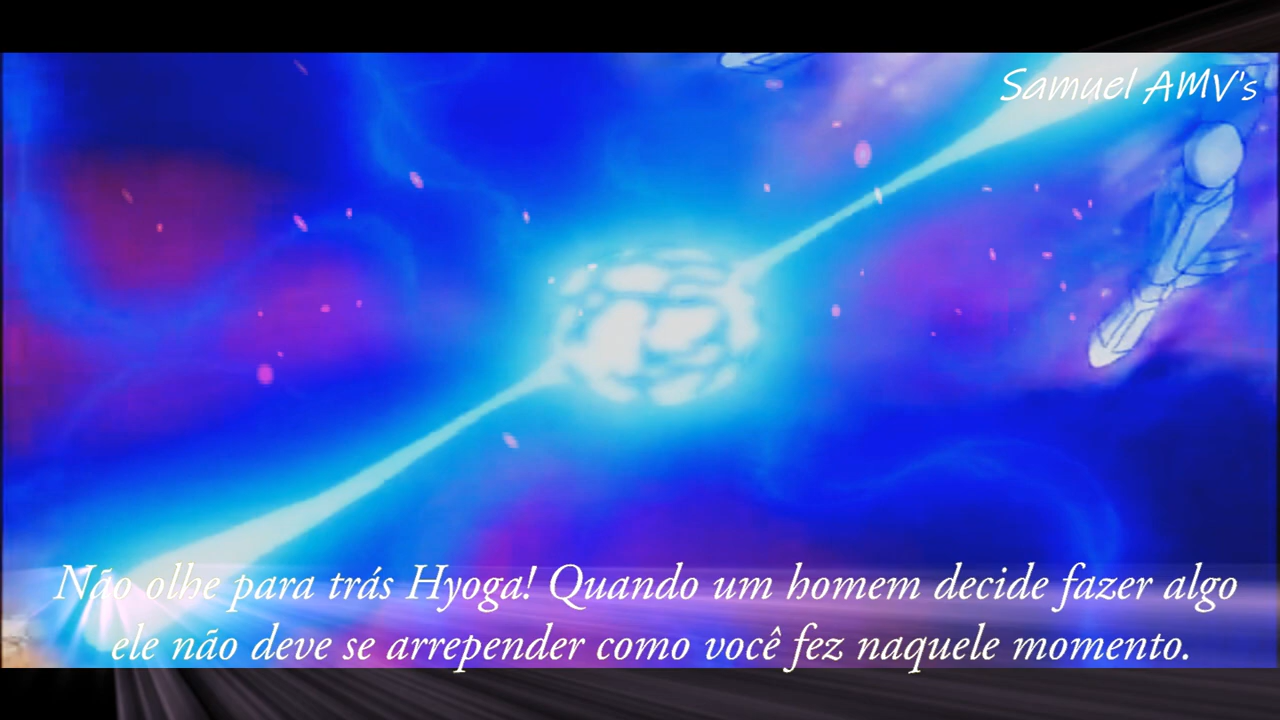 Samuel AMV's
Não olhe para trás Hyoga! Quando um homem decide fazer algo
ele não deve se arrepender como você fez naquele momento.